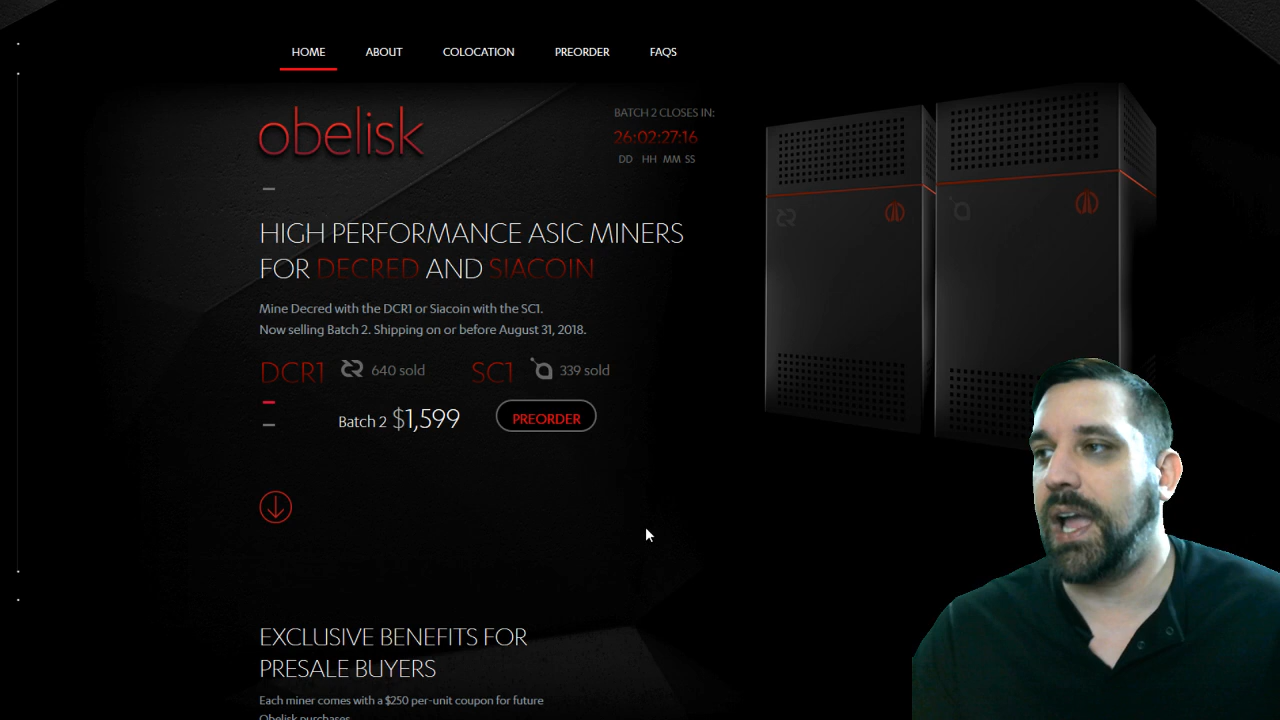 HOME ABOUT COLOCATION PREORDER FAQS
obelisk
BATCH 2 CLOSES IN:
26:02:27:16
DD HH MM SS
HIGH PERFORMANCE ASIC MINERS
FOR DECRED AND SIACOIN
Mine Decred with the DCR1 or Siacoin with the SC1.
Now selling Batch 2. Shipping on or before August 31, 2018.
DCR1 640 sold SC1 339 sold
Batch 2 $1,599 PREORDER
EXCLUSIVE BENEFITS FOR
PRESALE BUYERS
Each miner comes with a $250 per-unit coupon for future
Obelisk purchases